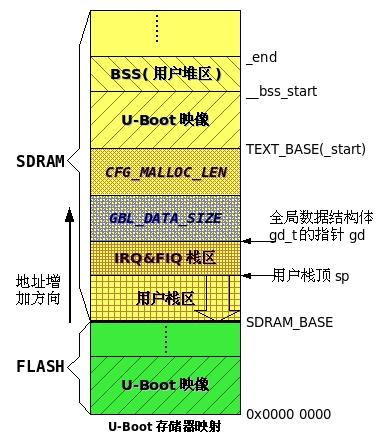 _end
BSS(用户堆区)
__bss_start
U-Boot 映像
TEXT_BASE(_start)
SDRAM
CFG_MALLOC_LEN
GBL_DATA_SIZE
全局数据结构体
gd_t的指针 gd
IRQ&FIQ 栈区
用户栈顶 sp
地址增
加方向
用户栈区
SDRAM_BASE
FLASH
U-Boot 映像
0x0000 0000
U-Boot 存储器映射